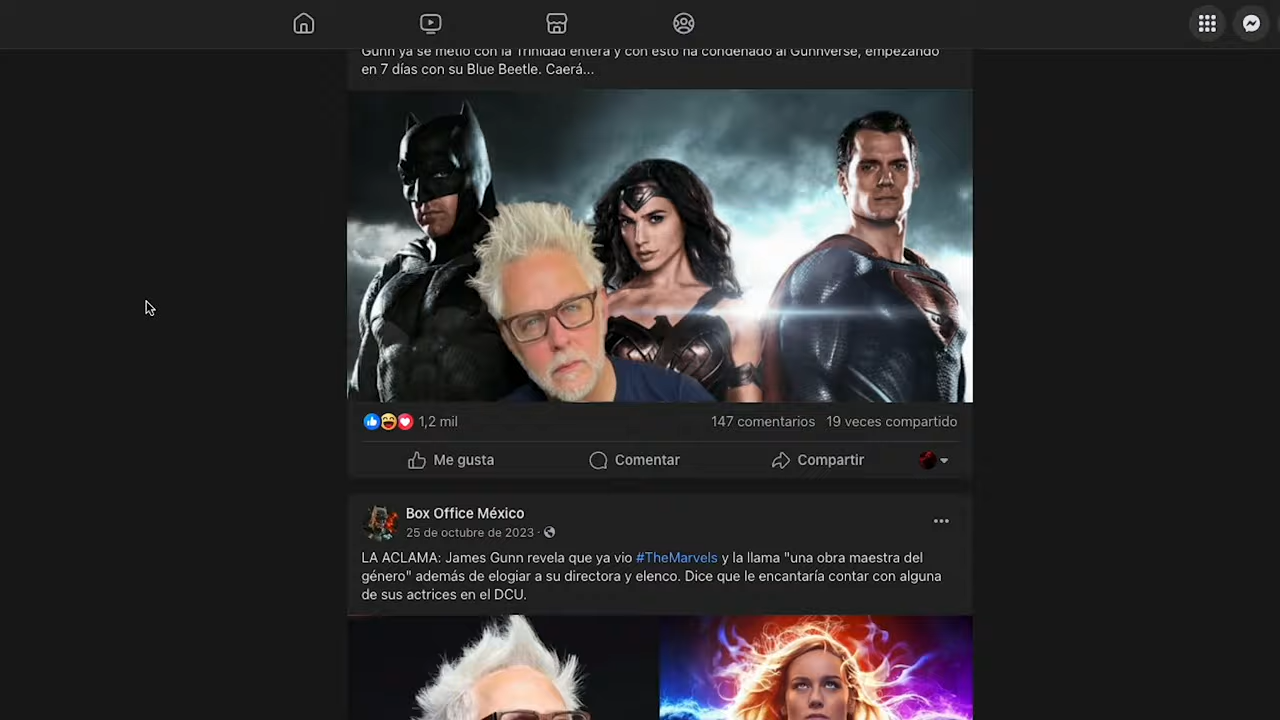 Gunn ya se metió con la Trinidad entera y con esto ha condenado al Gunnverse, empezando
en 7 días con su Blue Beetle. Caerá...
1,2 mil
147 comentarios 19 veces compartido
Me gusta Comentar Compartir
Box Office México
25 de octubre de 2023 ·
LA ACLAMA: James Gunn revela que ya vio #TheMarvels y la llama "una obra maestra del
género" además de elogiar a su directora y elenco. Dice que le encantaría contar con alguna
de sus actrices en el DCU.